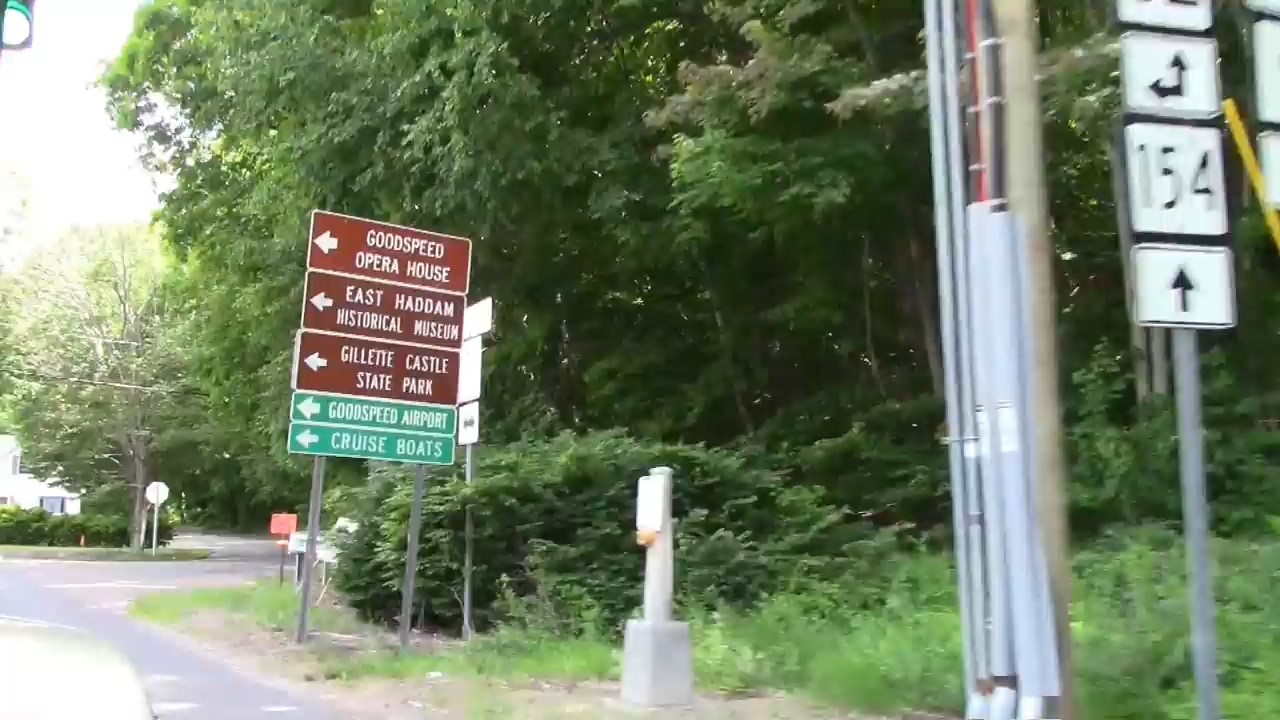 GOODSPEED
OPERA HOUSE
EAST HADDAM
HISTORICAL MUSEUM
GILLETTE CASTLE
STATE PARK
GOODSPEED AIRPORT
CRUISE BOATS
154